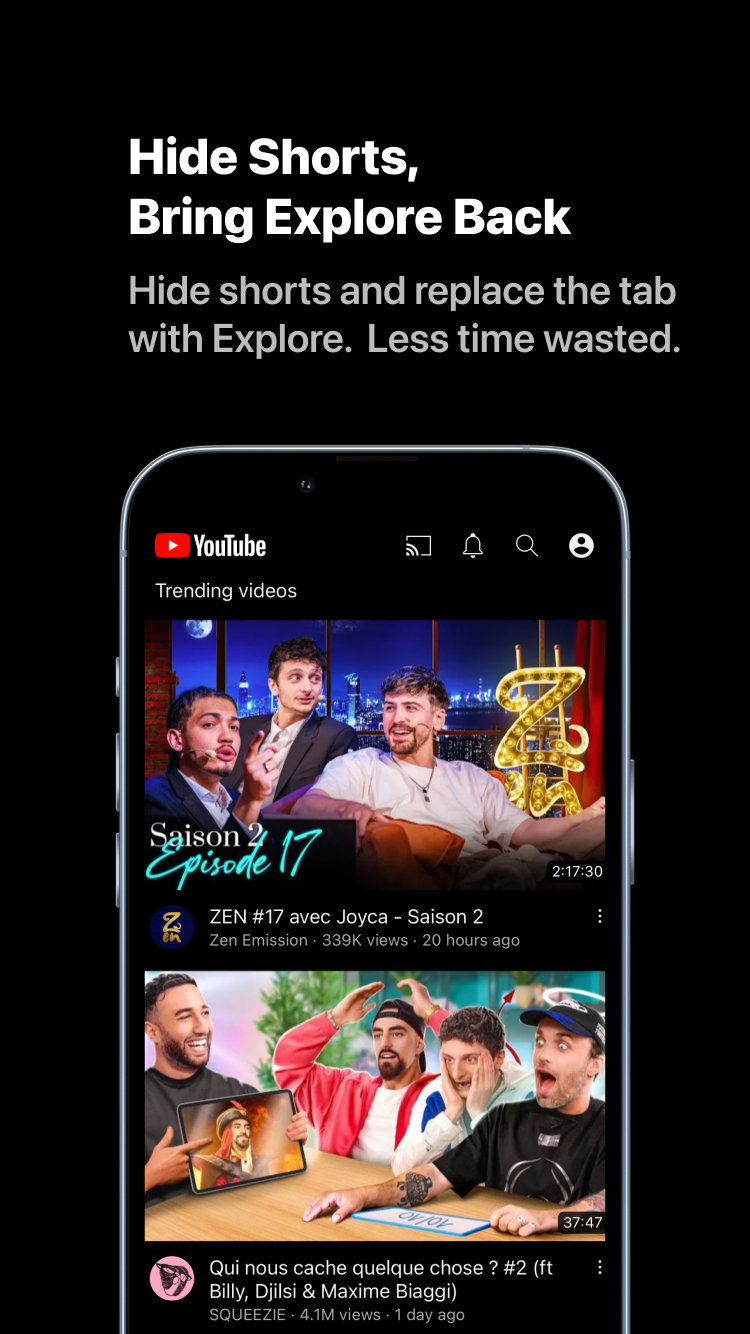 Hide Shorts,
Bring Explore Back
Hide shorts and replace the tab
with Explore.  Less time wasted.
YouTube
Trending videos
Saison 2
Episode 17
2:17:30
ZEN #17 avec Joyca - Saison 2
Zen Emission · 339K views · 20 hours ago
37:47
Qui nous cache quelque chose ? #2 (ft
Billy, Djilsi & Maxime Biaggi)
SQUEEZIE · 4.1M views · 1 day ago